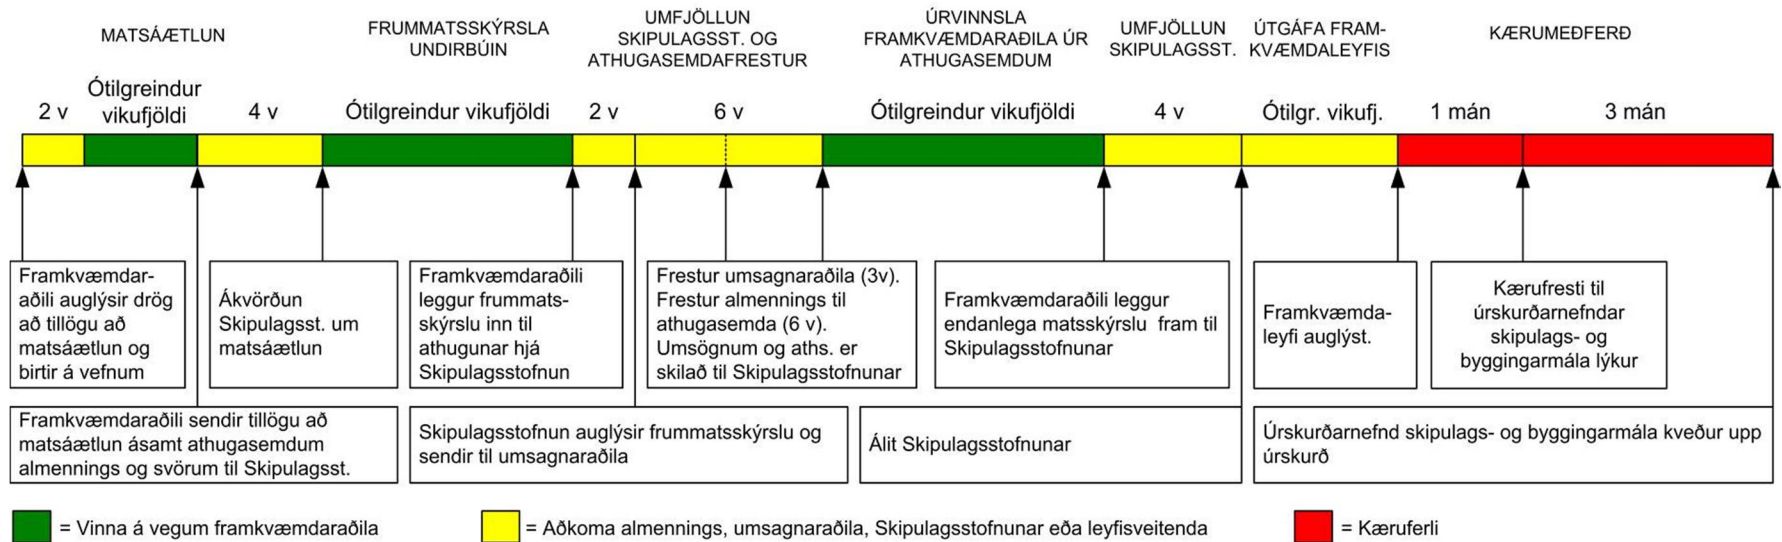 MATSÁÆTLUN
FRUMMATSSKÝRSLA
UNDIRBÚIN
UMFJÖLLUN
SKIPULAGSST. OG
ATHUGASEMDAFRESTUR
ÚRVINNSLA
FRAMKVÆMDARAÐILA ÚR
ATHUGASEMDUM
UMFJÖLLUN
SKIPULAGSST.
ÚTGÁFA FRAM-
KVÆMDALEYFIS
KÆRUMEÐFERÐ
2 v
Ótilgreindur
vikufjöldi
4 v
Ótilgreindur vikufjöldi
2 v
6 v
Ótilgreindur vikufjöldi
4 v
Ótilgr. vikufj.
1 mán
3 mán
Framkvæmdar-
aðili auglýsir drög
að tillögu að
matsáætlun og
birtir á vefnum
Ákvörðun
Skipulagsst. um
matsáætlun
Framkvæmdaraðili
leggur frummats-
skýrslu inn til
athugunar hjá
Skipulagsstofnun
Frestur umsagnaraðila (3v).
Frestur almennings til
athugasemda (6 v).
Umsögnum og aths. er
skilað til Skipulagsstofnunar
Framkvæmdaraðili leggur
endanlega matsskýrslu fram til
Skipulagsstofnunar
Framkvæmda-
leyfi auglýst.
Kærufresti til
úrskurðarnefndar
skipulags- og
byggingarmála lýkur
Framkvæmdaraðili sendir tillögu að
matsáætlun ásamt athugasemdum
almennings og svörum til Skipulagsst.
Skipulagsstofnun auglýsir frummatsskýrslu og
sendir til umsagnaraðila
Álit Skipulagsstofnunar
Úrskurðarnefnd skipulags- og byggingarmála kveður upp
úrskurð
= Vinna á vegum framkvæmdaraðila
= Aðkoma almennings, umsagnaraðila, Skipulagsstofnunar eða leyfisveitenda
= Kæruferli